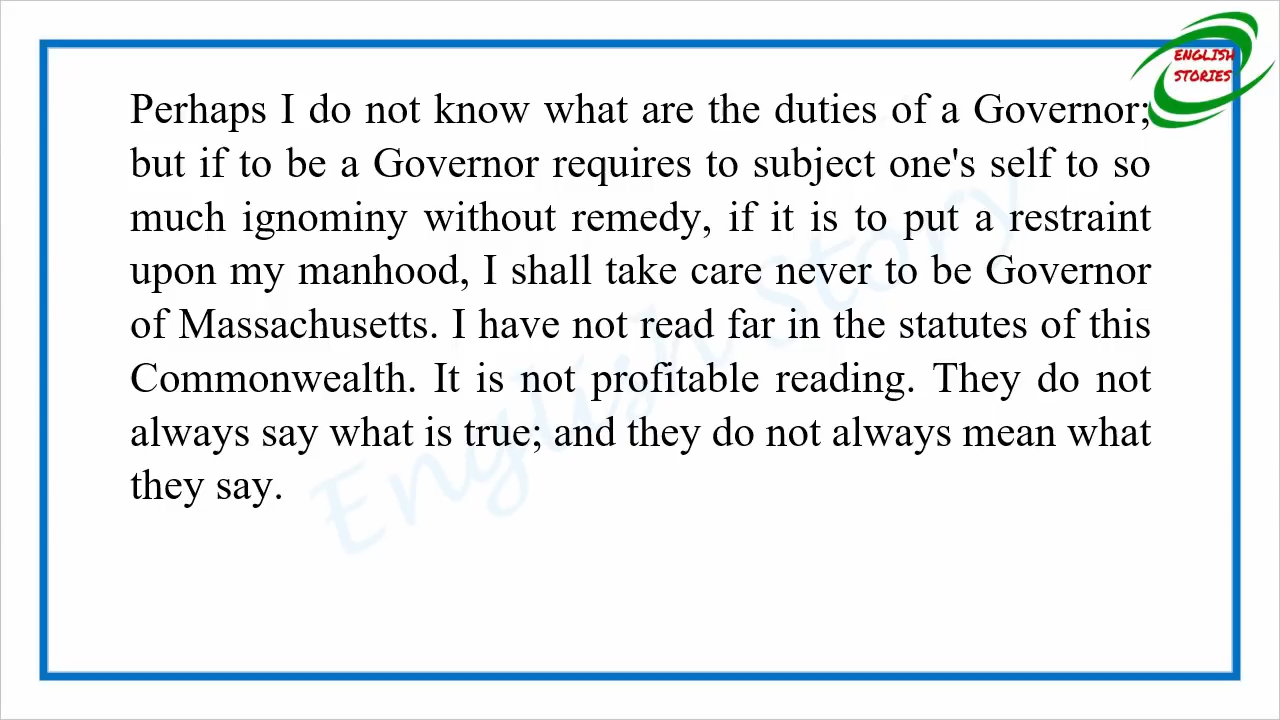 ENGLISH
STORIES
Perhaps I do not know what are the duties of a Governor;
but if to be a Governor requires to subject one's self to so
much ignominy without remedy, if it is to put a restraint
upon my manhood, I shall take care never to be Governor
of Massachusetts. I have not read far in the statutes of this
Commonwealth. It is not profitable reading. They do not
always say what is true; and they do not always mean what
they say.
English Story